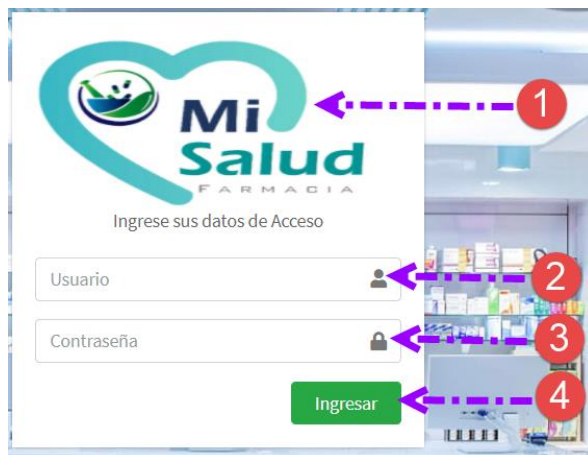 Mi
Salud
FARMACIA
Ingrese sus datos de Acceso
Usuario
Contraseña
Ingresar
1
2
3
4